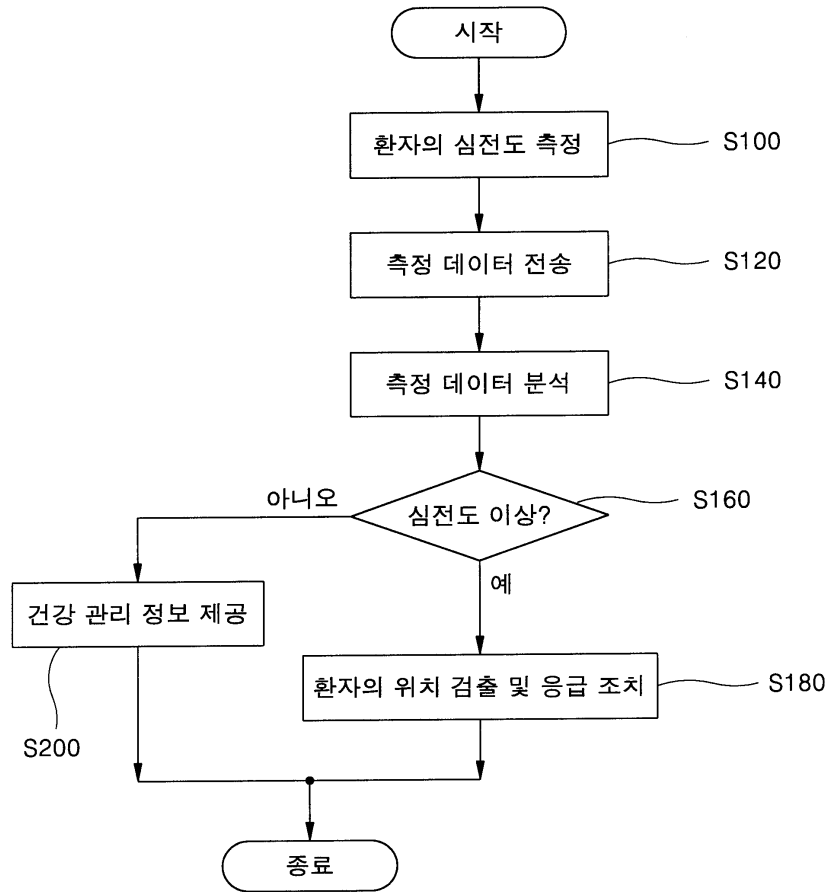 시작
환자의 심전도 측정
S100
측정 데이터 전송
S120
측정 데이터 분석
S140
심전도 이상?
S160
아니오
예
건강 관리 정보 제공
S200
환자의 위치 검출 및 응급 조치
S180
종료